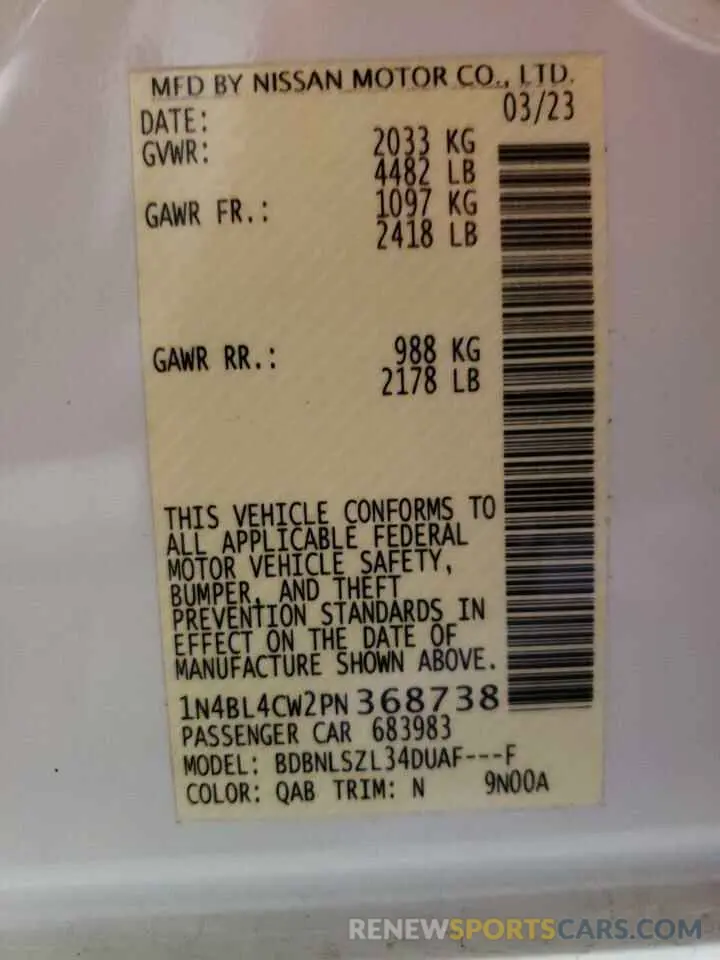 MFD BY NISSAN MOTOR CO., LTD.
DATE: 03/23
GVWR: 2033 KG
4482 LB
GAWR FR.: 1097 KG
2418 LB
GAWR RR.: 988 KG
2178 LB
THIS VEHICLE CONFORMS TO
ALL APPLICABLE FEDERAL
MOTOR VEHICLE SAFETY,
BUMPER, AND THEFT
PREVENTION STANDARDS IN
EFFECT ON THE DATE OF
MANUFACTURE SHOWN ABOVE.
1N4BL4CW2PN368738
PASSENGER CAR 683983
MODEL: BDBNLSZL34DUAF---F
COLOR: QAB TRIM: N 9N00A
RENEWSPORTSCARS.COM